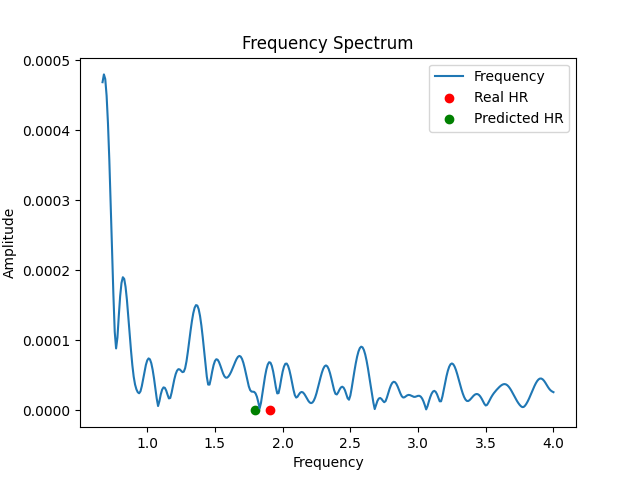 Frequency Spectrum
Frequency
Real HR
Predicted HR
Amplitude
0.0005
0.0004
0.0003
0.0002
0.0001
0.0000
1.0 1.5 2.0 2.5 3.0 3.5 4.0
Frequency